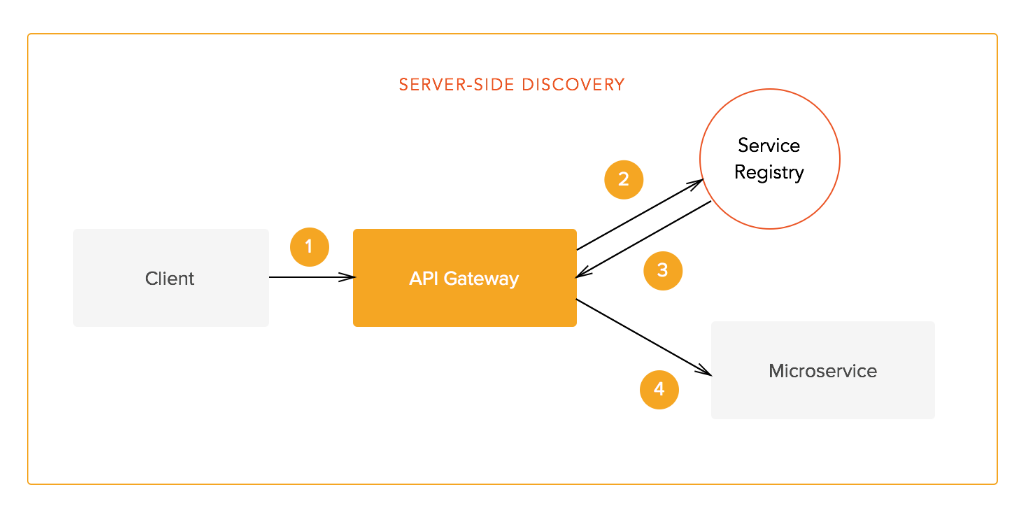 SERVER-SIDE DISCOVERY
Service
Registry
2
1
Client
API Gateway
3
4
Microservice